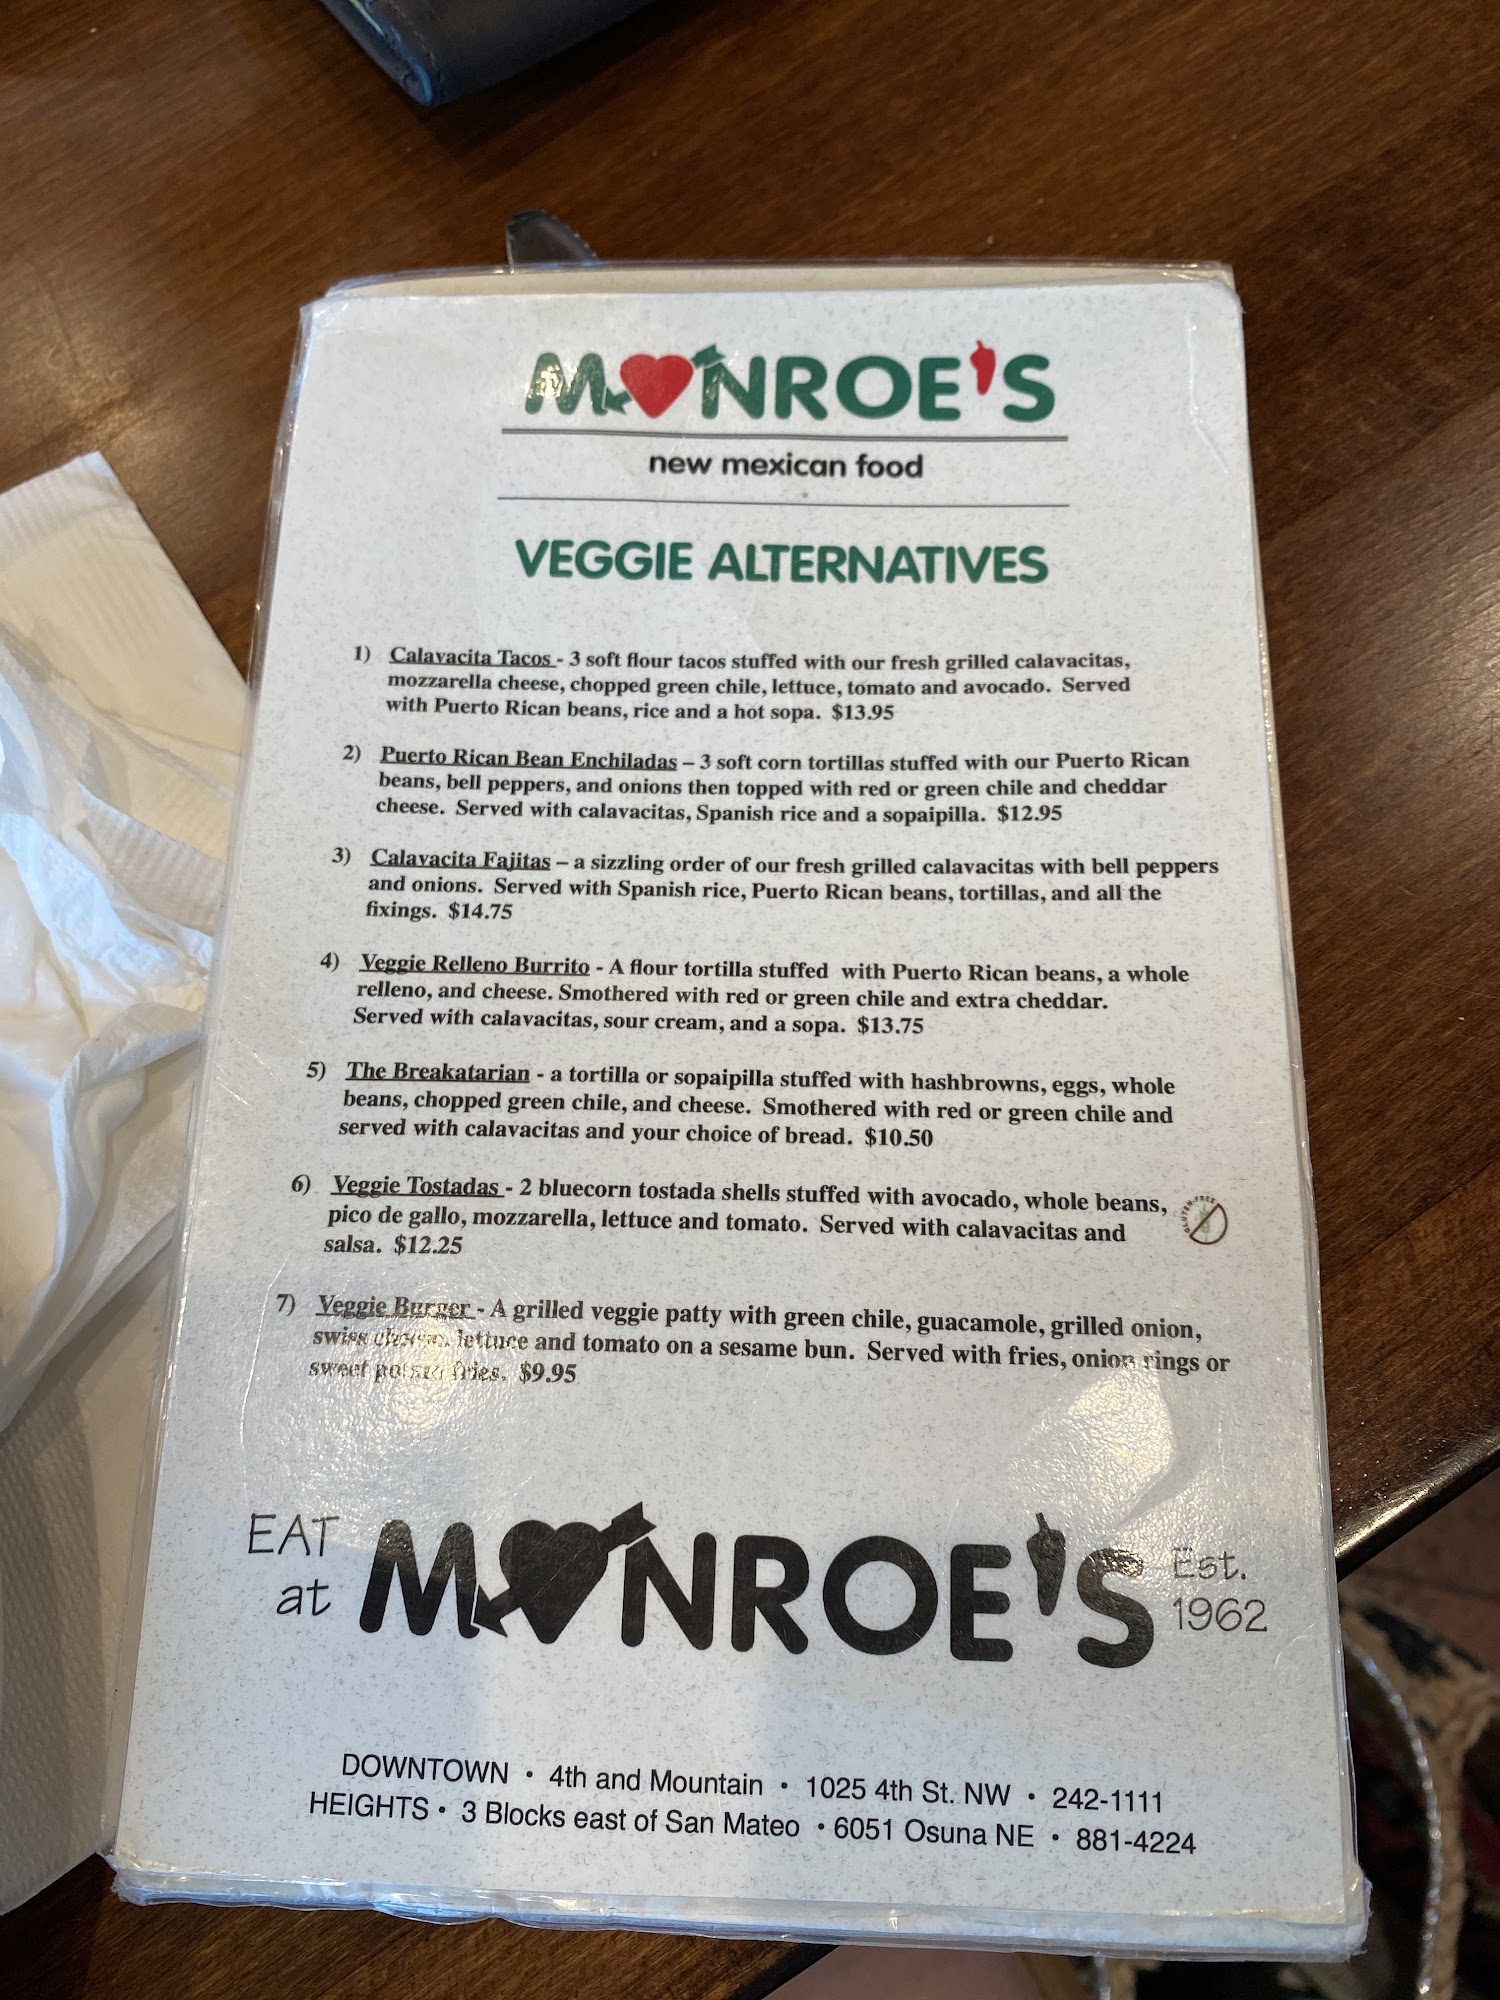 MONROE'S
new mexican food
VEGGIE ALTERNATIVES
1) Calavacita Tacos - 3 soft flour tacos stuffed with our fresh grilled calavacitas,
mozzarella cheese, chopped green chile, lettuce, tomato and avocado. Served
with Puerto Rican beans, rice and a hot sopa. $13.95
2) Puerto Rican Bean Enchiladas – 3 soft corn tortillas stuffed with our Puerto Rican
beans, bell peppers, and onions then topped with red or green chile and cheddar
cheese. Served with calavacitas, Spanish rice and a sopaipilla. $12.95
3) Calavacita Fajitas – a sizzling order of our fresh grilled calavacitas with bell peppers
and onions. Served with Spanish rice, Puerto Rican beans, tortillas, and all the
fixings. $14.75
4) Veggie Relleno Burrito - A flour tortilla stuffed with Puerto Rican beans, a whole
relleno, and cheese. Smothered with red or green chile and extra cheddar.
Served with calavacitas, sour cream, and a sopa. $13.75
5) The Breakatarian - a tortilla or sopaipilla stuffed with hashbrowns, eggs, whole
beans, chopped green chile, and cheese. Smothered with red or green chile and
served with calavacitas and your choice of bread. $10.50
6) Veggie Tostadas - 2 bluecorn tostada shells stuffed with avocado, whole beans,
pico de gallo, mozzarella, lettuce and tomato. Served with calavacitas and
salsa. $12.25
GLUTEN-FREE
7) Veggie Burger - A grilled veggie patty with green chile, guacamole, grilled onion,
swiss cheese, lettuce and tomato on a sesame bun. Served with fries, onion rings or
sweet potato fries. $9.95
EAT at MONROE'S Est. 1962
DOWNTOWN • 4th and Mountain • 1025 4th St. NW • 242-1111
HEIGHTS • 3 Blocks east of San Mateo • 6051 Osuna NE • 881-4224